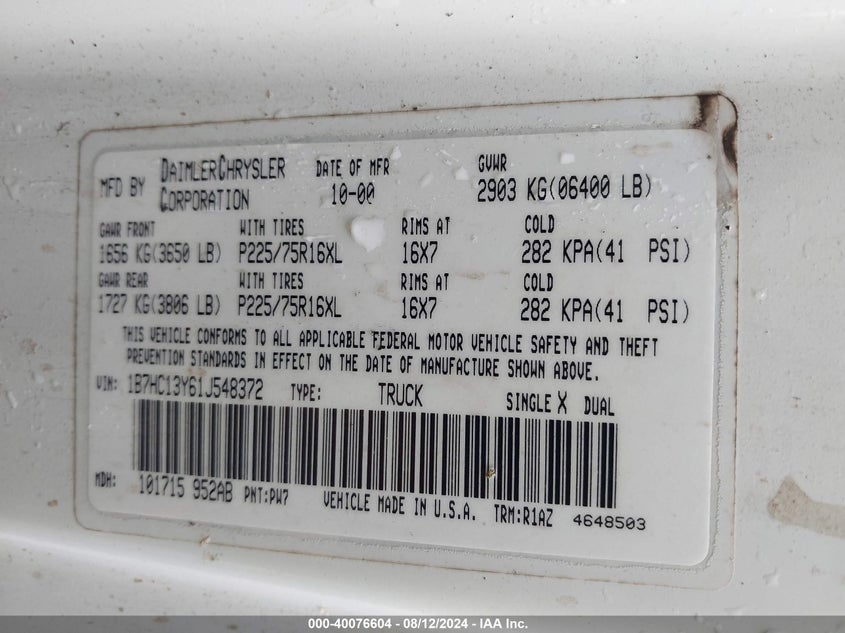 MFD BY DAIMLERCHRYSLER CORPORATION DATE OF MFR 10-00 GVWR 2903 KG(06400 LB)
GAWR FRONT WITH TIRES RIMS AT COLD
1656 KG(3650 LB) P225/75R16XL 16X7 282 KPA(41 PSI)
GAWR REAR WITH TIRES RIMS AT COLD
1727 KG(3806 LB) P225/75R16XL 16X7 282 KPA(41 PSI)
THIS VEHICLE CONFORMS TO ALL APPLICABLE FEDERAL MOTOR VEHICLE SAFETY AND THEFT
PREVENTION STANDARDS IN EFFECT ON THE DATE OF MANUFACTURE SHOWN ABOVE.
VIN: 1B7HC13Y61J548372 TYPE: TRUCK SINGLE X DUAL
MDH: 101715 952AB PNT:PW7 VEHICLE MADE IN U.S.A. TRM:R1AZ 4648503
000-40076604 - 08/12/2024 - IAA Inc.